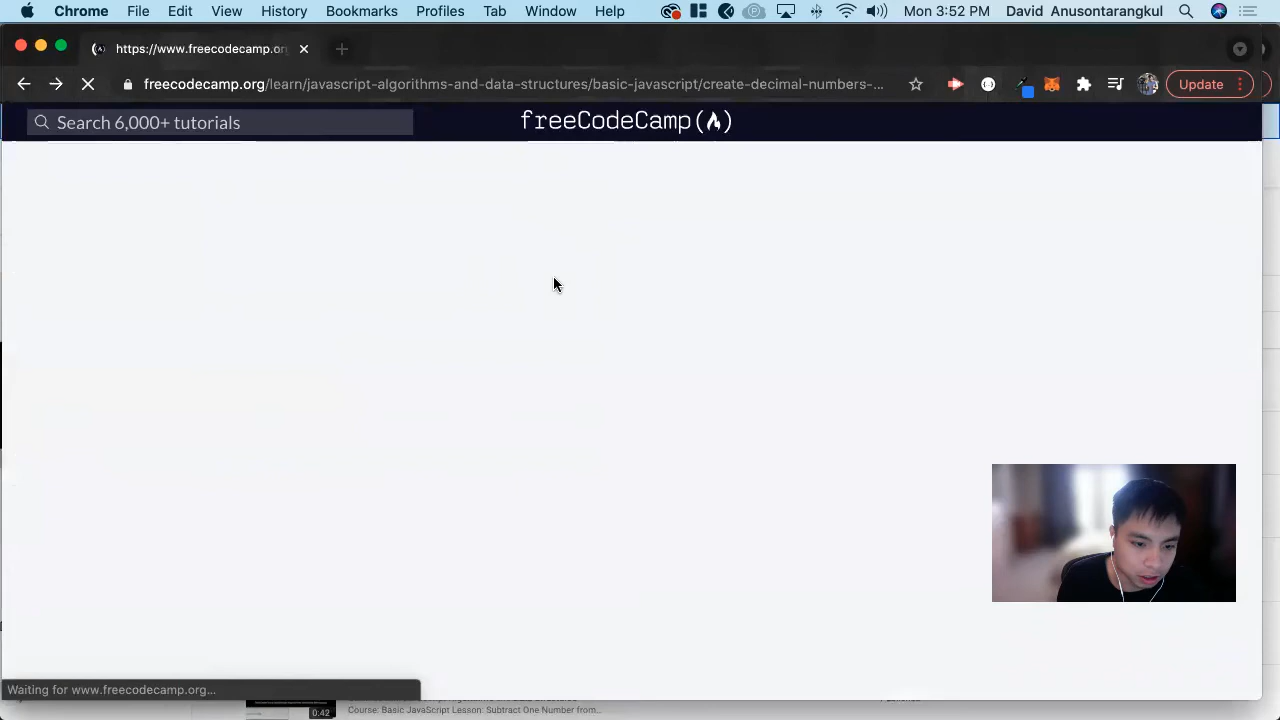 Chrome File Edit View History Bookmarks Profiles Tab Window Help Mon 3:52 PM David Anusontarangkul
https://www.freecodecamp.or
freecodecamp.org/learn/javascript-algorithms-and-data-structures/basic-javascript/create-decimal-numbers-... Update
Search 6,000+ tutorials freeCodeCamp
Waiting for www.freecodecamp.org...
0:42 Course: Basic JavaScript Lesson: Subtract One Number from...